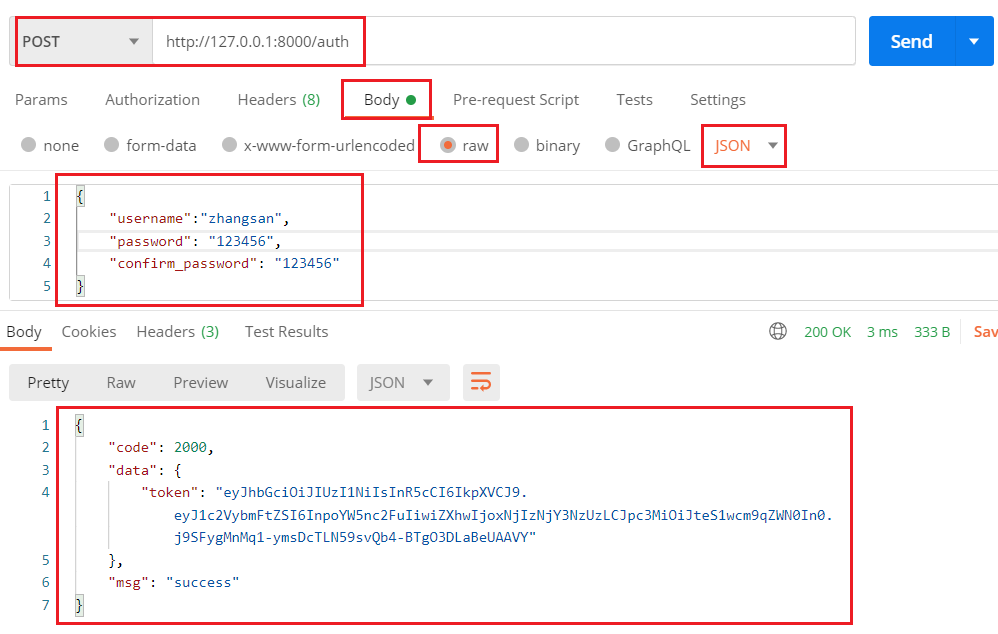 POST http://127.0.0.1:8000/auth Send
Params Authorization Headers (8) Body Pre-request Script Tests Settings
none form-data x-www-form-urlencoded raw binary GraphQL JSON
1 {
2 "username":"zhangsan",
3 "password": "123456",
4 "confirm_password": "123456"
5 }
Body Cookies Headers (3) Test Results 200 OK 3 ms 333 B Sav
Pretty Raw Preview Visualize JSON
1 {
2 "code": 2000,
3 "data": {
4 "token": "eyJhbGciOiJIUzI1NiIsInR5cCI6IkpXVCJ9.
eyJ1c2VybmFtZSI6InpoYW5nc2FuIiwiZXhwIjoxNjIzNjY3NzUzLCJpc3MiOiJteS1wcm9qZWN0In0.
j9SFygMnMq1-ymsDcTLN59svQb4-BTgO3DLaBeUAAVY"
5 },
6 "msg": "success"
7 }